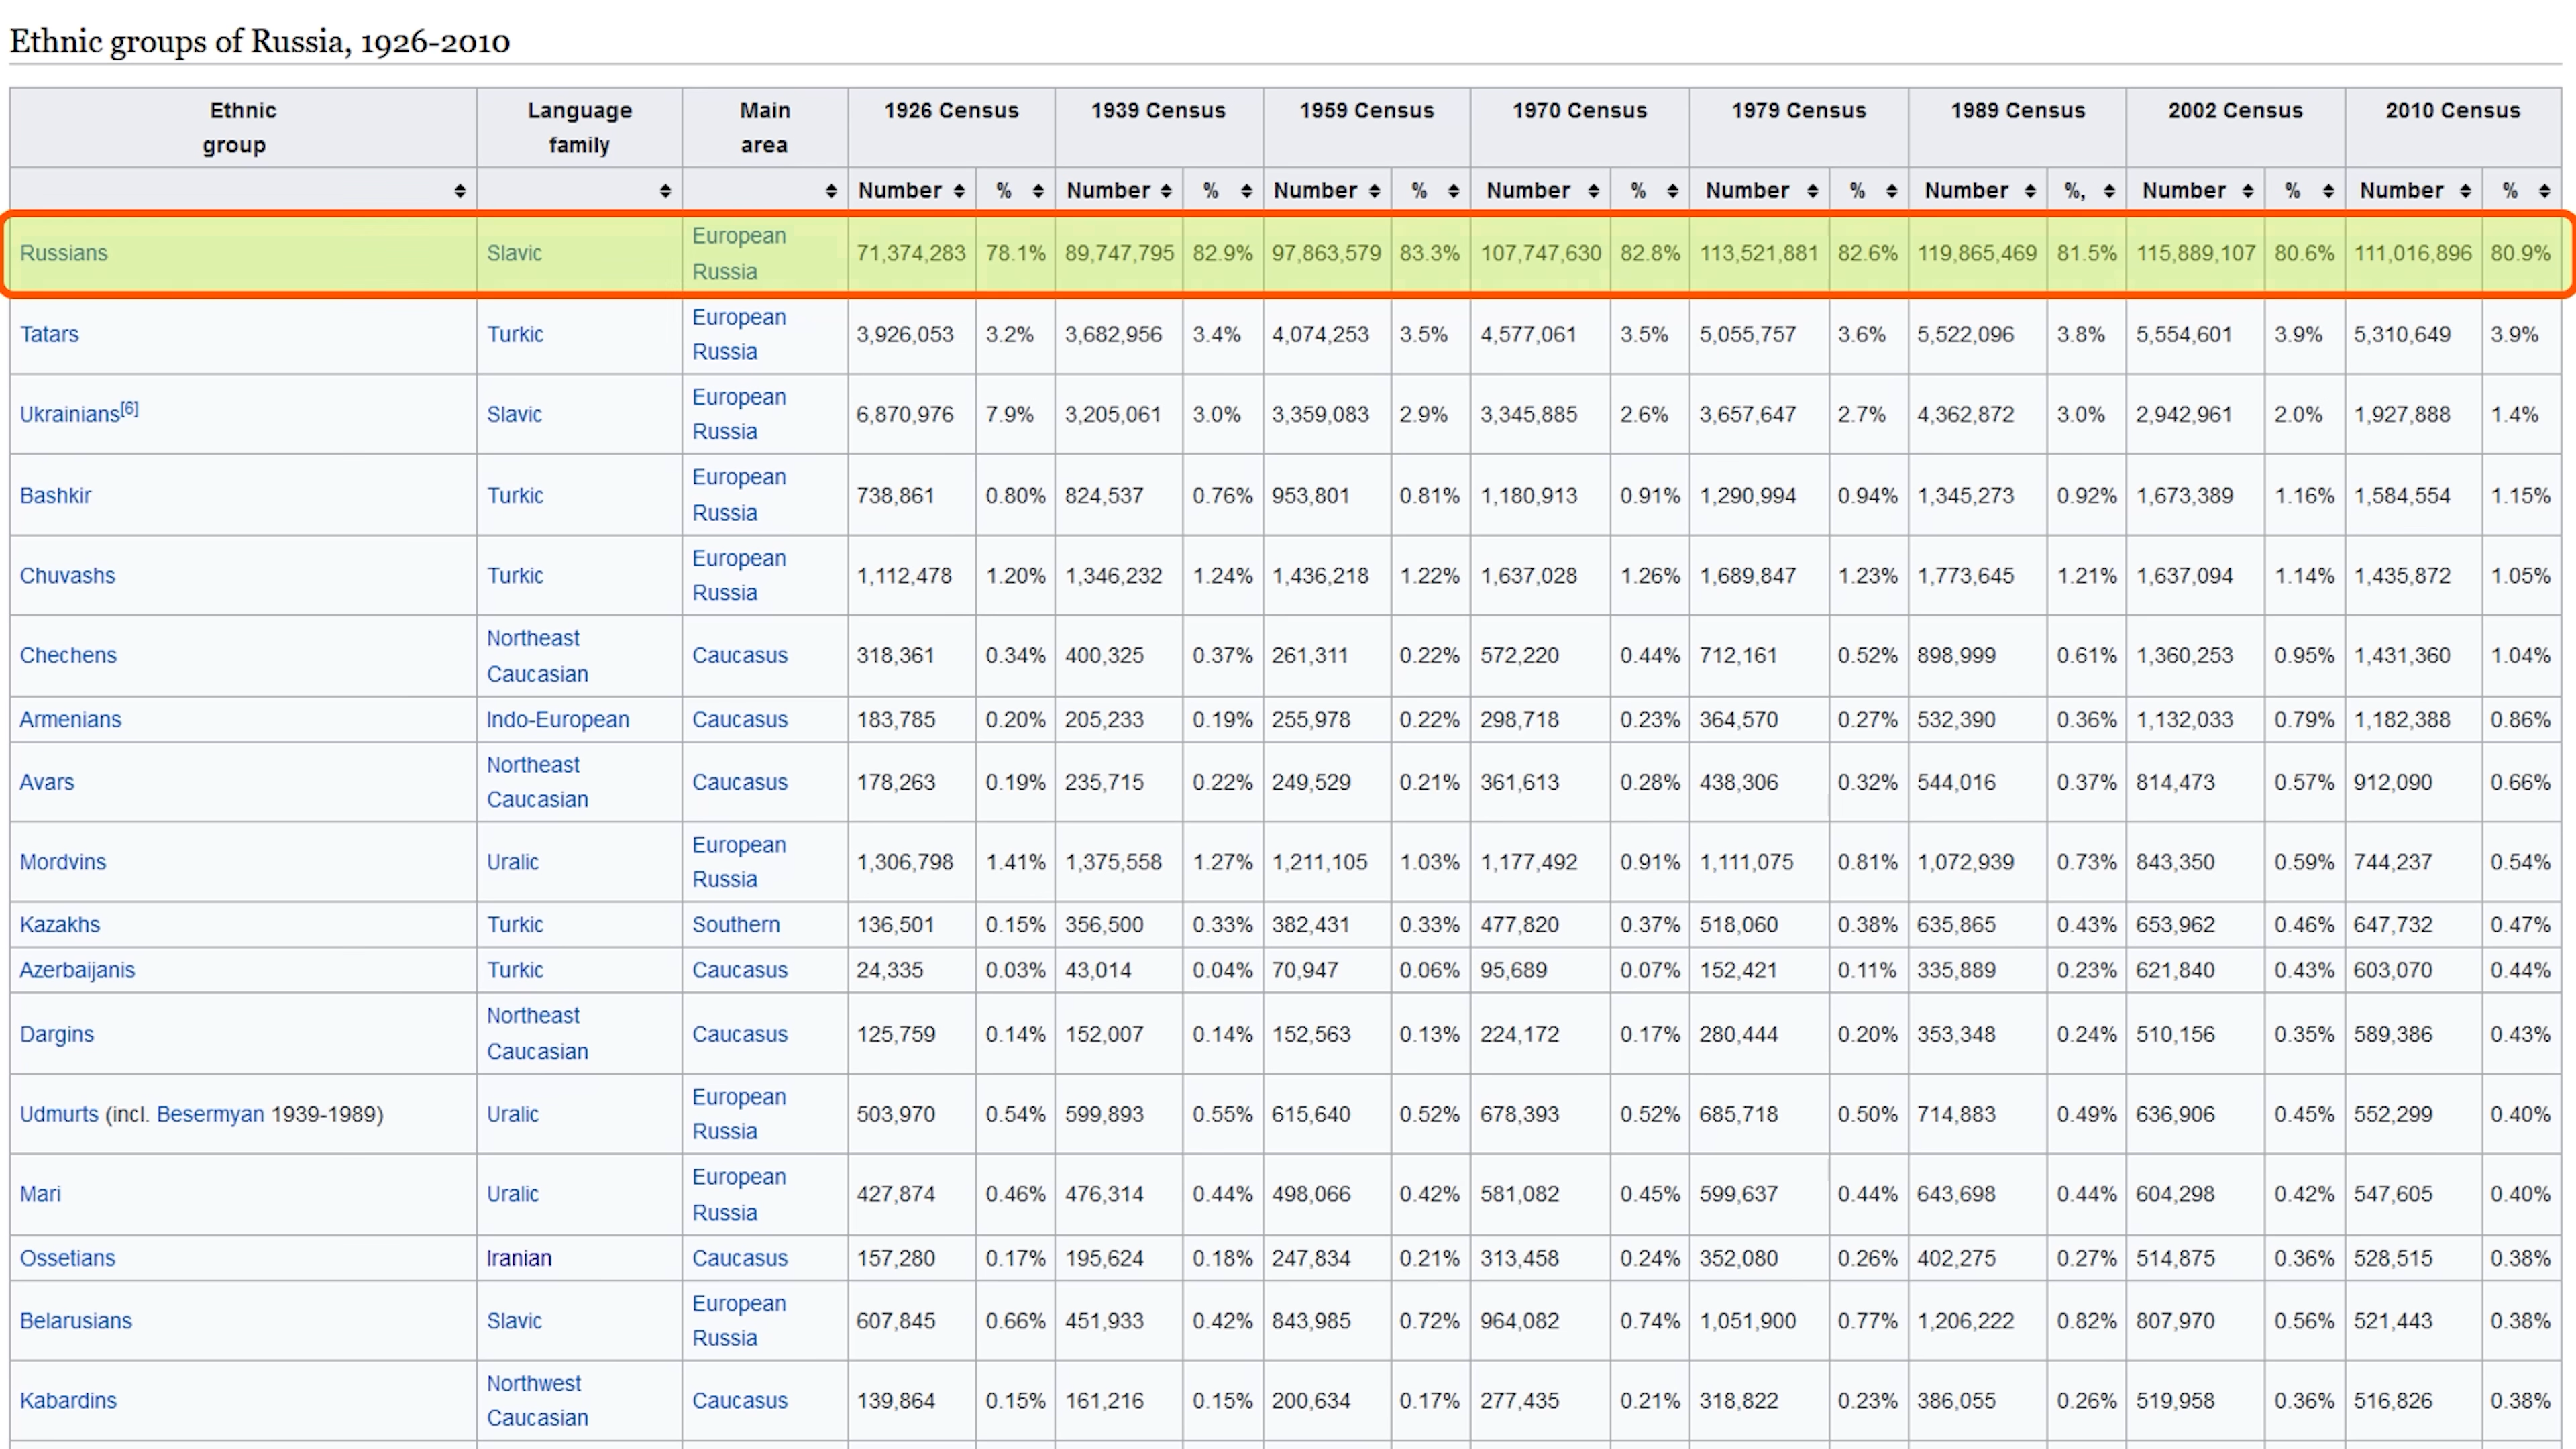 Ethnic groups of Russia, 1926-2010
Ethnic group Language family Main area 1926 Census 1939 Census 1959 Census 1970 Census 1979 Census 1989 Census 2002 Census 2010 Census
Number % Number % Number % Number % Number % Number %, Number % Number %
Russians Slavic European Russia 71,374,283 78.1% 89,747,795 82.9% 97,863,579 83.3% 107,747,630 82.8% 113,521,881 82.6% 119,865,469 81.5% 115,889,107 80.6% 111,016,896 80.9%
Tatars Turkic European Russia 3,926,053 3.2% 3,682,956 3.4% 4,074,253 3.5% 4,577,061 3.5% 5,055,757 3.6% 5,522,096 3.8% 5,554,601 3.9% 5,310,649 3.9%
Ukrainians[6] Slavic European Russia 6,870,976 7.9% 3,205,061 3.0% 3,359,083 2.9% 3,345,885 2.6% 3,657,647 2.7% 4,362,872 3.0% 2,942,961 2.0% 1,927,888 1.4%
Bashkir Turkic European Russia 738,861 0.80% 824,537 0.76% 953,801 0.81% 1,180,913 0.91% 1,290,994 0.94% 1,345,273 0.92% 1,673,389 1.16% 1,584,554 1.15%
Chuvashs Turkic European Russia 1,112,478 1.20% 1,346,232 1.24% 1,436,218 1.22% 1,637,028 1.26% 1,689,847 1.23% 1,773,645 1.21% 1,637,094 1.14% 1,435,872 1.05%
Chechens Northeast Caucasian Caucasus 318,361 0.34% 400,325 0.37% 261,311 0.22% 572,220 0.44% 712,161 0.52% 898,999 0.61% 1,360,253 0.95% 1,431,360 1.04%
Armenians Indo-European Caucasus 183,785 0.20% 205,233 0.19% 255,978 0.22% 298,718 0.23% 364,570 0.27% 532,390 0.36% 1,132,033 0.79% 1,182,388 0.86%
Avars Northeast Caucasian Caucasus 178,263 0.19% 235,715 0.22% 249,529 0.21% 361,613 0.28% 438,306 0.32% 544,016 0.37% 814,473 0.57% 912,090 0.66%
Mordvins Uralic European Russia 1,306,798 1.41% 1,375,558 1.27% 1,211,105 1.03% 1,177,492 0.91% 1,111,075 0.81% 1,072,939 0.73% 843,350 0.59% 744,237 0.54%
Kazakhs Turkic Southern 136,501 0.15% 356,500 0.33% 382,431 0.33% 477,820 0.37% 518,060 0.38% 635,865 0.43% 653,962 0.46% 647,732 0.47%
Azerbaijanis Turkic Caucasus 24,335 0.03% 43,014 0.04% 70,947 0.06% 95,689 0.07% 152,421 0.11% 335,889 0.23% 621,840 0.43% 603,070 0.44%
Dargins Northeast Caucasian Caucasus 125,759 0.14% 152,007 0.14% 152,563 0.13% 224,172 0.17% 280,444 0.20% 353,348 0.24% 510,156 0.35% 589,386 0.43%
Udmurts (incl. Besermyan 1939-1989) Uralic European Russia 503,970 0.54% 599,893 0.55% 615,640 0.52% 678,393 0.52% 685,718 0.50% 714,883 0.49% 636,906 0.45% 552,299 0.40%
Mari Uralic European Russia 427,874 0.46% 476,314 0.44% 498,066 0.42% 581,082 0.45% 599,637 0.44% 643,698 0.44% 604,298 0.42% 547,605 0.40%
Ossetians Iranian Caucasus 157,280 0.17% 195,624 0.18% 247,834 0.21% 313,458 0.24% 352,080 0.26% 402,275 0.27% 514,875 0.36% 528,515 0.38%
Belarusians Slavic European Russia 607,845 0.66% 451,933 0.42% 843,985 0.72% 964,082 0.74% 1,051,900 0.77% 1,206,222 0.82% 807,970 0.56% 521,443 0.38%
Kabardins Northwest Caucasian Caucasus 139,864 0.15% 161,216 0.15% 200,634 0.17% 277,435 0.21% 318,822 0.23% 386,055 0.26% 519,958 0.36% 516,826 0.38%